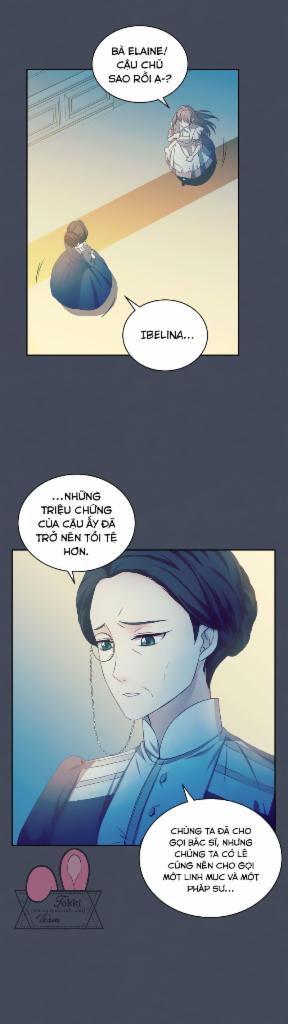 BÀ ELAINE!
CẬU CHỦ
SAO RỒI Ạ-?
IBELINA...
...NHỮNG
TRIỆU CHỨNG
CỦA CẬU ẤY ĐÃ
TRỞ NÊN TỒI TỆ
HƠN.
CHÚNG TA ĐÃ CHO
GỌI BÁC SĨ, NHƯNG
CHÚNG TA CÓ LẼ
CŨNG NÊN CHO GỌI
MỘT LINH MỤC VÀ MỘT
PHÁP SƯ...
Tokki
Team